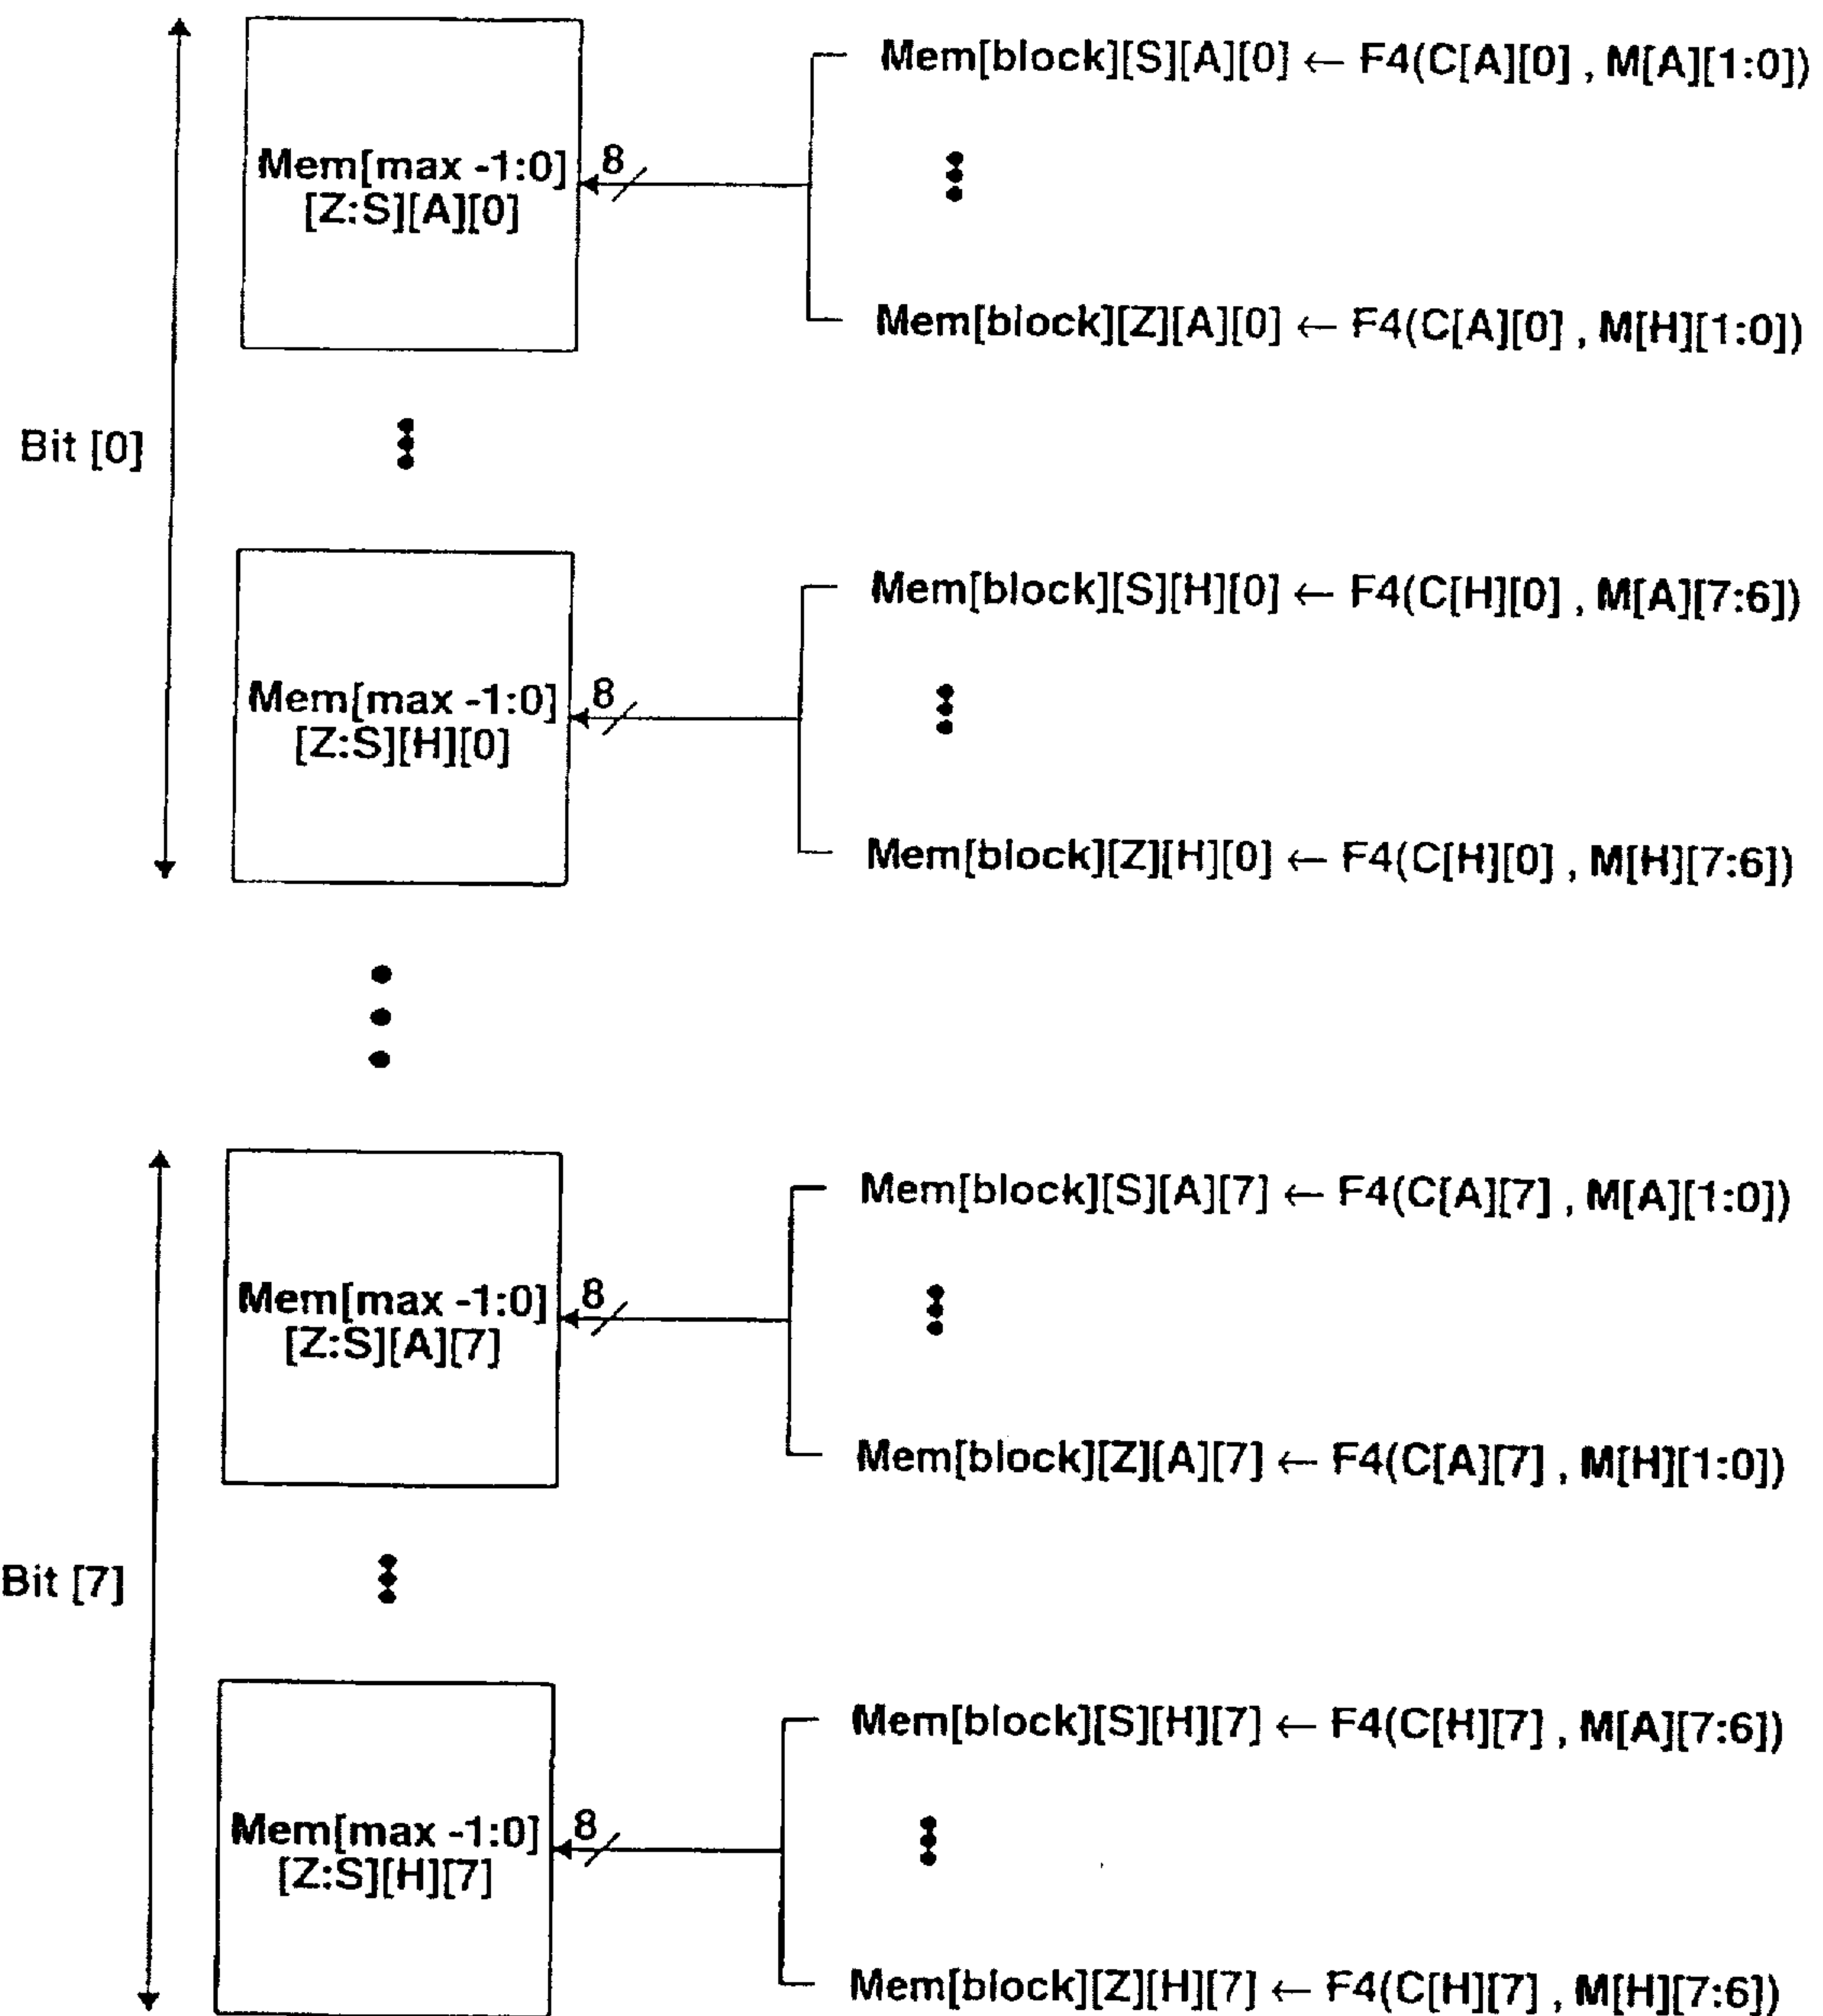 Mem[block][S][A][0] ← F4(C[A][0] , M[A][1:0])
Mem[max -1:0]
[Z:S][A][0]
8
Mem[block][Z][A][0] ← F4(C[A][0] , M[H][1:0])
Bit [0]
Mem[block][S][H][0] ← F4(C[H][0] , M[A][7:6])
Mem[max -1:0]
[Z:S][H][0]
8
Mem[block][Z][H][0] ← F4(C[H][0] , M[H][7:6])
Mem[block][S][A][7] ← F4(C[A][7] , M[A][1:0])
Mem[max -1:0]
[Z:S][A][7]
8
Mem[block][Z][A][7] ← F4(C[A][7] , M[H][1:0])
Bit [7]
Mem[block][S][H][7] ← F4(C[H][7] , M[A][7:6])
Mem[max -1:0]
[Z:S][H][7]
8
Mem[block][Z][H][7] ← F4(C[H][7] , M[H][7:6])